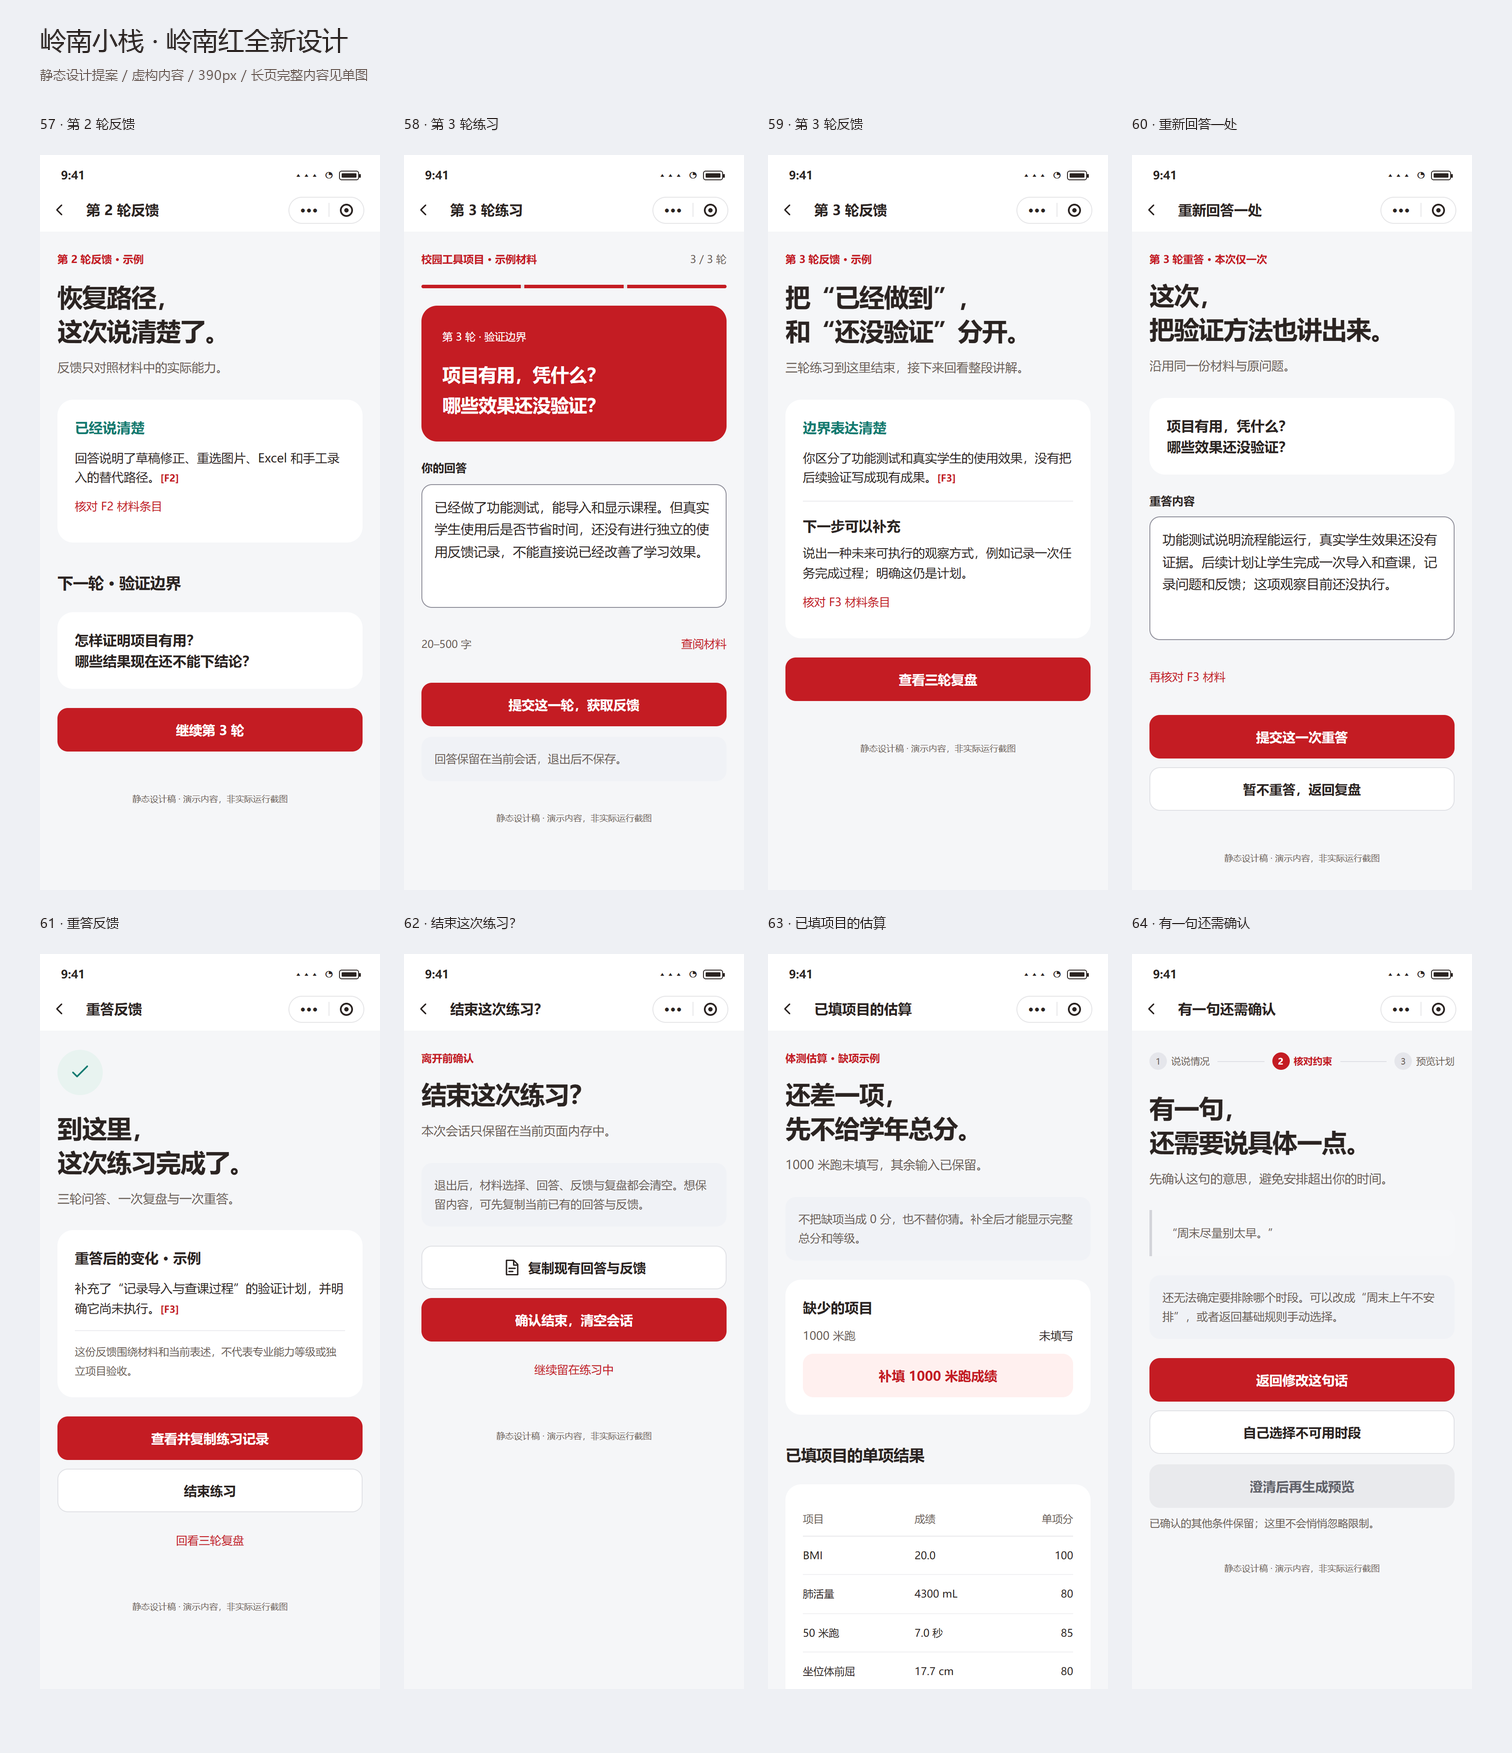 岭南小栈 · 岭南红全新设计
静态设计提案 / 虚构内容 / 390px / 长页完整内容见单图
57 · 第 2 轮反馈
9:41
第 2 轮反馈
第 2 轮反馈 • 示例
恢复路径，
这次说清楚了。
反馈只对照材料中的实际能力。
已经说清楚
回答说明了草稿修正、重选图片、Excel 和手工录
入的替代路径。[F2]
核对 F2 材料条目
下一轮 • 验证边界
怎样证明项目有用？
哪些结果现在还不能下结论？
继续第 3 轮
静态设计稿 · 演示内容，非实际运行截图
58 · 第 3 轮练习
9:41
第 3 轮练习
校园工具项目 • 示例材料
3 / 3 轮
第 3 轮 · 验证边界
项目有用，凭什么？
哪些效果还没验证？
你的回答
已经做了功能测试，能导入和显示课程。但真实
学生使用后是否节省时间，还没有进行独立的使
用反馈记录，不能直接说已经改善了学习效果。
20–500 字
查阅材料
提交这一轮，获取反馈
回答保留在当前会话，退出后不保存。
静态设计稿 · 演示内容，非实际运行截图
59 · 第 3 轮反馈
9:41
第 3 轮反馈
第 3 轮反馈 • 示例
把“已经做到”，
和“还没验证”分开。
三轮练习到这里结束，接下来回看整段讲解。
边界表达清楚
你区分了功能测试和真实学生的使用效果，没有把
后续验证写成现有成果。[F3]
下一步可以补充
说出一种未来可执行的观察方式，例如记录一次任
务完成过程；明确这仍是计划。
核对 F3 材料条目
查看三轮复盘
静态设计稿 · 演示内容，非实际运行截图
60 · 重新回答一处
9:41
重新回答一处
第 3 轮重答 • 本次仅一次
这次，
把验证方法也讲出来。
沿用同一份材料与原问题。
项目有用，凭什么？
哪些效果还没验证？
重答内容
功能测试说明流程能运行，真实学生效果还没有
证据。后续计划让学生完成一次导入和查课，记
录问题和反馈；这项观察目前还没执行。
再核对 F3 材料
提交这一次重答
暂不重答，返回复盘
静态设计稿 · 演示内容，非实际运行截图
61 · 重答反馈
9:41
重答反馈
到这里，
这次练习完成了。
三轮问答、一次复盘与一次重答。
重答后的变化 • 示例
补充了“记录导入与查课过程”的验证计划，并明
确它尚未执行。[F3]
这份反馈围绕材料和当前表述，不代表专业能力等级或独
立项目验收。
查看并复制练习记录
结束练习
回看三轮复盘
静态设计稿 · 演示内容，非实际运行截图
62 · 结束这次练习？
9:41
结束这次练习？
离开前确认
结束这次练习？
本次会话只保留在当前页面内存中。
退出后，材料选择、回答、反馈与复盘都会清空。想保
留内容，可先复制当前已有的回答与反馈。
复制现有回答与反馈
确认结束，清空会话
继续留在练习中
静态设计稿 · 演示内容，非实际运行截图
63 · 已填项目的估算
9:41
已填项目的估算
体测估算 • 缺项示例
还差一项，
先不给学年总分。
1000 米跑未填写，其余输入已保留。
不把缺项当成 0 分，也不替你猜。补全后才能显示完整
总分和等级。
缺少的项目
1000 米跑
未填写
补填 1000 米跑成绩
已填项目的单项结果
项目 成绩 单项分
BMI 20.0 100
肺活量 4300 mL 80
50 米跑 7.0 秒 85
坐位体前屈 17.7 cm 80
64 · 有一句还需确认
9:41
有一句还需确认
1 说说情况 2 核对约束 3 预览计划
有一句，
还需要说具体一点。
先确认这句的意思，避免安排超出你的时间。
“周末尽量别太早。”
还无法确定要排除哪个时段。可以改成“周末上午不安
排”，或者返回基础规则手动选择。
返回修改这句话
自己选择不可用时段
澄清后再生成预览
已确认的其他条件保留；这里不会悄悄忽略限制。
静态设计稿 · 演示内容，非实际运行截图